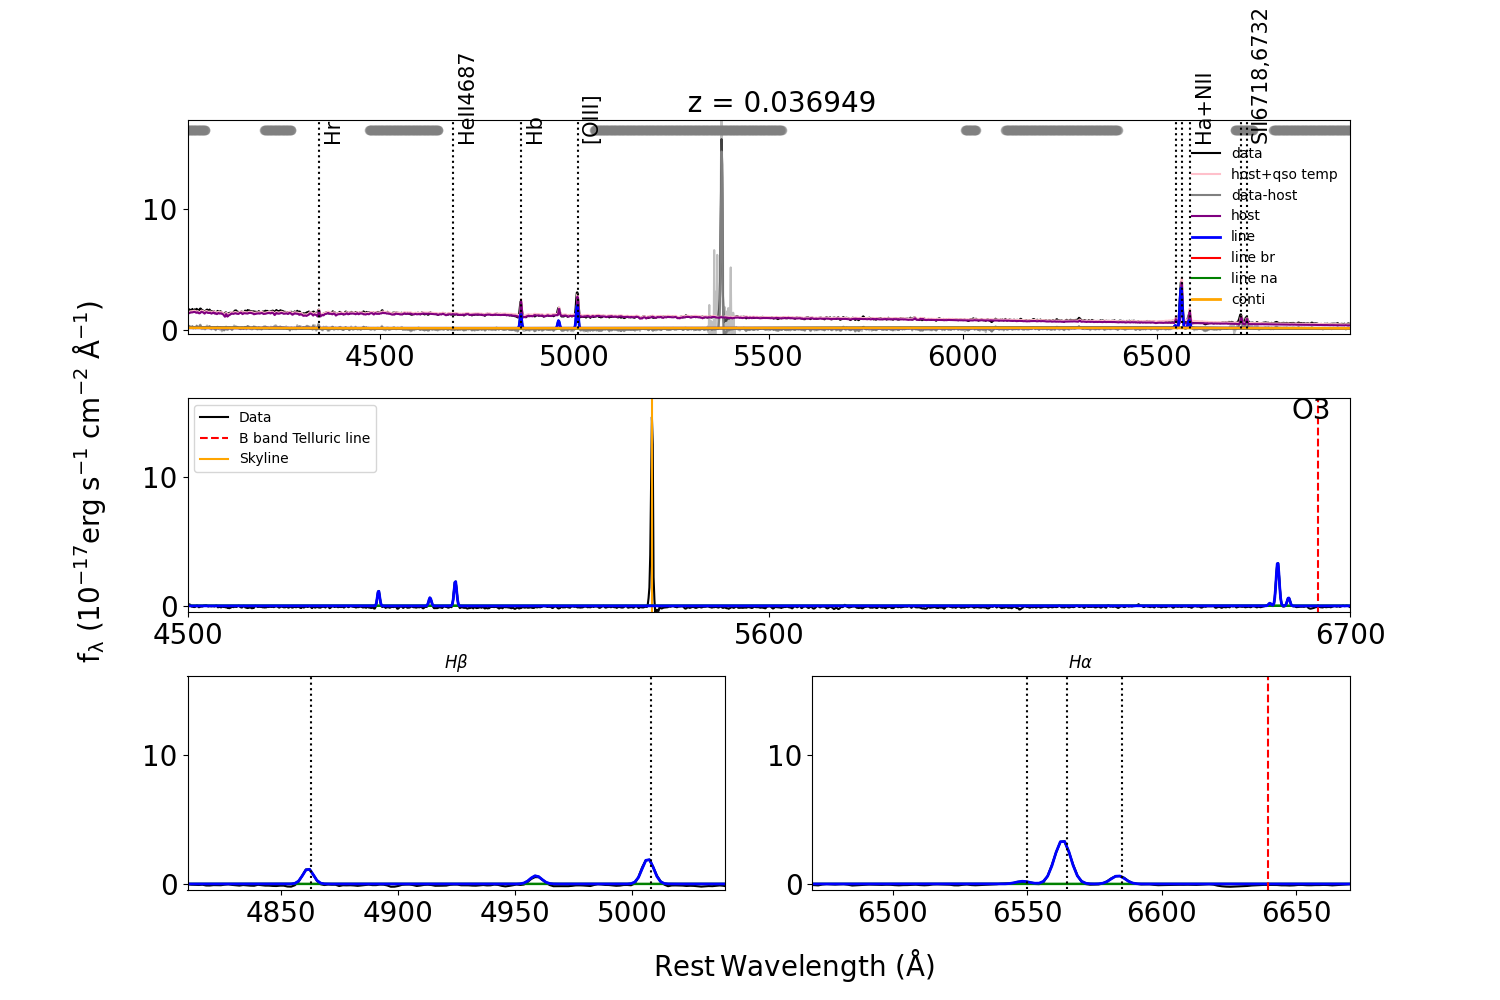 z = 0.036949
Hr
HeII4687
Hb
[OIII]
Ha+NII
SII6718,6732
data
host+qso temp
data-host
host
line
line br
line na
conti
10
0
4500 5000 5500 6000 6500
Data
B band Telluric line
Skyline
O3
10
0
4500 5600 6700
fλ (10⁻¹⁷erg s⁻¹ cm⁻² Å⁻¹)
Hβ
10
0
4850 4900 4950 5000
Hα
10
0
6500 6550 6600 6650
Rest Wavelength (Å)